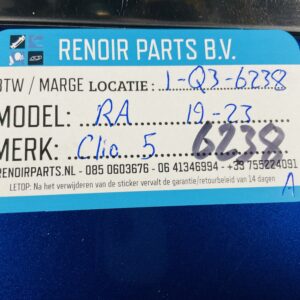 RENOIR PARTS B.V.
BTW / MARGE LOCATIE : 1-Q3-6238
MODEL: RA 19-23
MERK: Clio 5 6238
RENOIRPARTS.NL - 085 0603676 - 06 41346994 - +33 755224091
LETOP: Na het verwijderen van de sticker vervalt de garantie/retourbeleid van 14 dagen
A